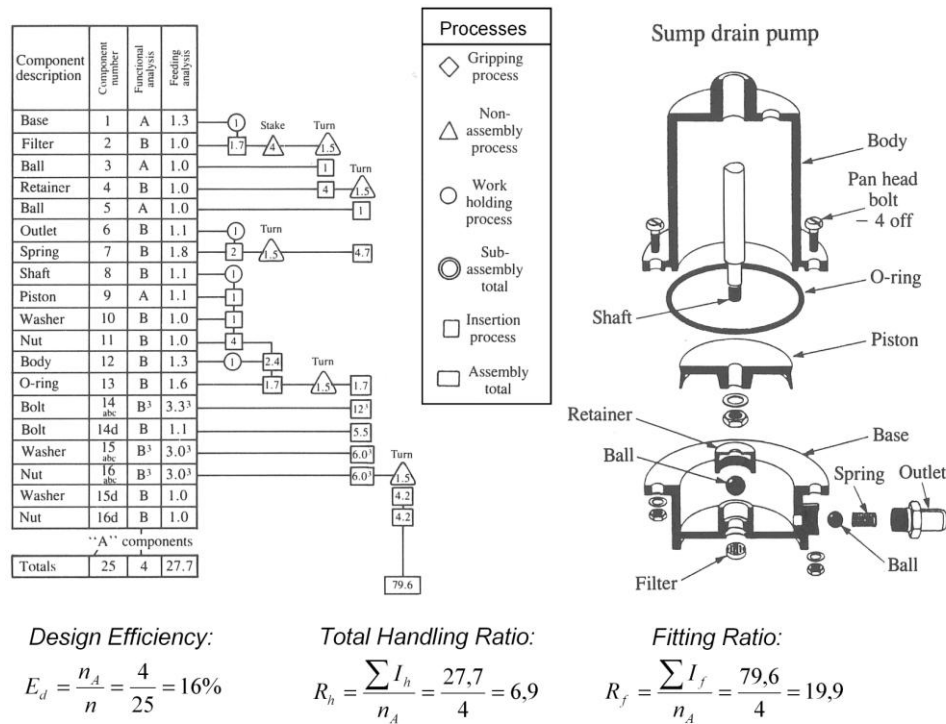 Component description Component number Functional analysis Feeding analysis
Base 1 A 1.3 1
Filter 2 B 1.0 1.7 Stake 4 Turn 1.5
Ball 3 A 1.0 1
Retainer 4 B 1.0 4 Turn 1.5
Ball 5 A 1.0 1
Outlet 6 B 1.1
Spring 7 B 1.8 2 Turn 1.5 4.7
Shaft 8 B 1.1
Piston 9 A 1.1 1
Washer 10 B 1.0 1
Nut 11 B 1.0 4
Body 12 B 1.3 1 2.4
O-ring 13 B 1.6 1.7 Turn 1.5 1.7
Bolt 14 abc B³ 3.3³ 12³
Bolt 14d B 1.1 5.5
Washer 15 abc B³ 3.0³ 6.0³
Nut 16 abc B³ 3.0³ 6.0³ Turn 1.5
Washer 15d B 1.0 4.2
Nut 16d B 1.0 4.2
"A" components
Totals 25 4 27.7
79.6
Processes
Gripping process
Non-assembly process
Work holding process
Sub-assembly total
Insertion process
Assembly total
Sump drain pump
Body
Pan head bolt – 4 off
O-ring
Shaft
Piston
Retainer
Base
Ball
Spring
Outlet
Filter
Ball
Design Efficiency:
E_d = n_A / n = 4 / 25 = 16%
Total Handling Ratio:
R_h = ∑ I_h / n_A = 27,7 / 4 = 6,9
Fitting Ratio:
R_f = ∑ I_f / n_A = 79,6 / 4 = 19,9